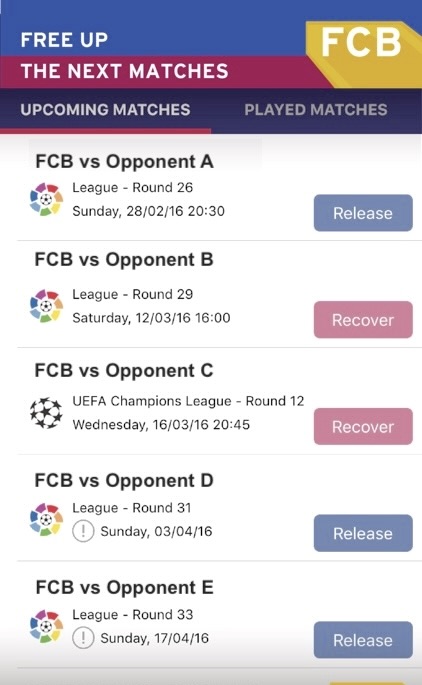 FREE UP
FCB
THE NEXT MATCHES
UPCOMING MATCHES PLAYED MATCHES
FCB vs Opponent A
League - Round 26
Sunday, 28/02/16 20:30
Release
FCB vs Opponent B
League - Round 29
Saturday, 12/03/16 16:00
Recover
FCB vs Opponent C
UEFA Champions League - Round 12
Wednesday, 16/03/16 20:45
Recover
FCB vs Opponent D
League - Round 31
! Sunday, 03/04/16
Release
FCB vs Opponent E
League - Round 33
! Sunday, 17/04/16
Release